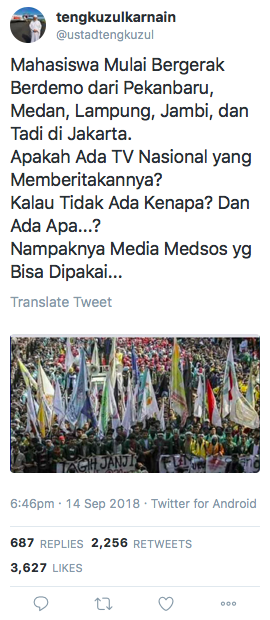 tengkuzulkarnain
@ustadtengkuzul
Mahasiswa Mulai Bergerak
Berdemo dari Pekanbaru,
Medan, Lampung, Jambi, dan
Tadi di Jakarta.
Apakah Ada TV Nasional yang
Memberitakannya?
Kalau Tidak Ada Kenapa? Dan
Ada Apa...?
Nampaknya Media Medsos yg
Bisa Dipakai...
Translate Tweet
TAGIH JANJI
6:46pm · 14 Sep 2018 · Twitter for Android
687 REPLIES 2,256 RETWEETS
3,627 LIKES